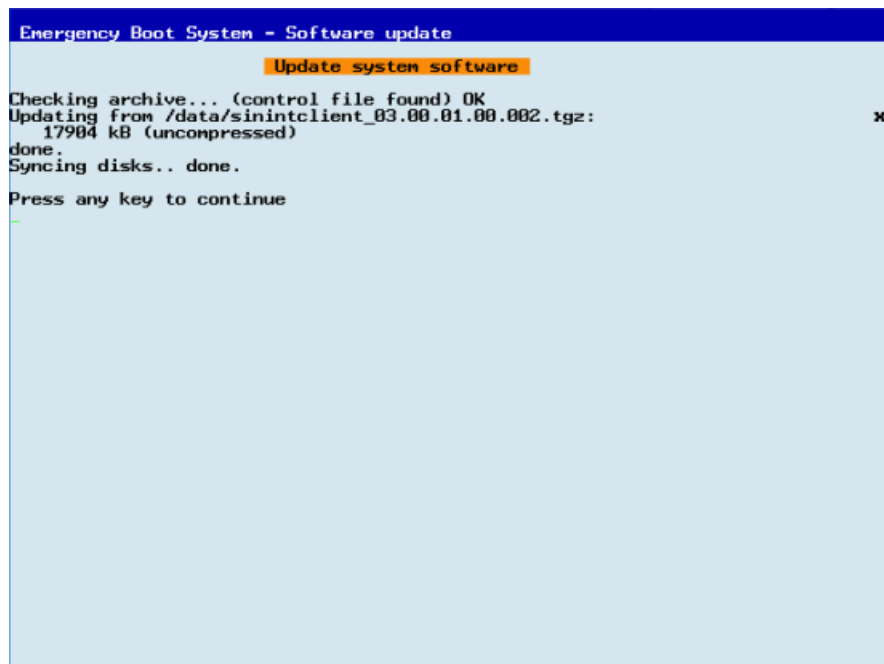 Emergency Boot System - Software update
Update system software
Checking archive... (control file found) OK
Updating from /data/sinintclient_03.00.01.00.002.tgz: x
17904 kB (uncompressed)
done.
Syncing disks.. done.
Press any key to continue